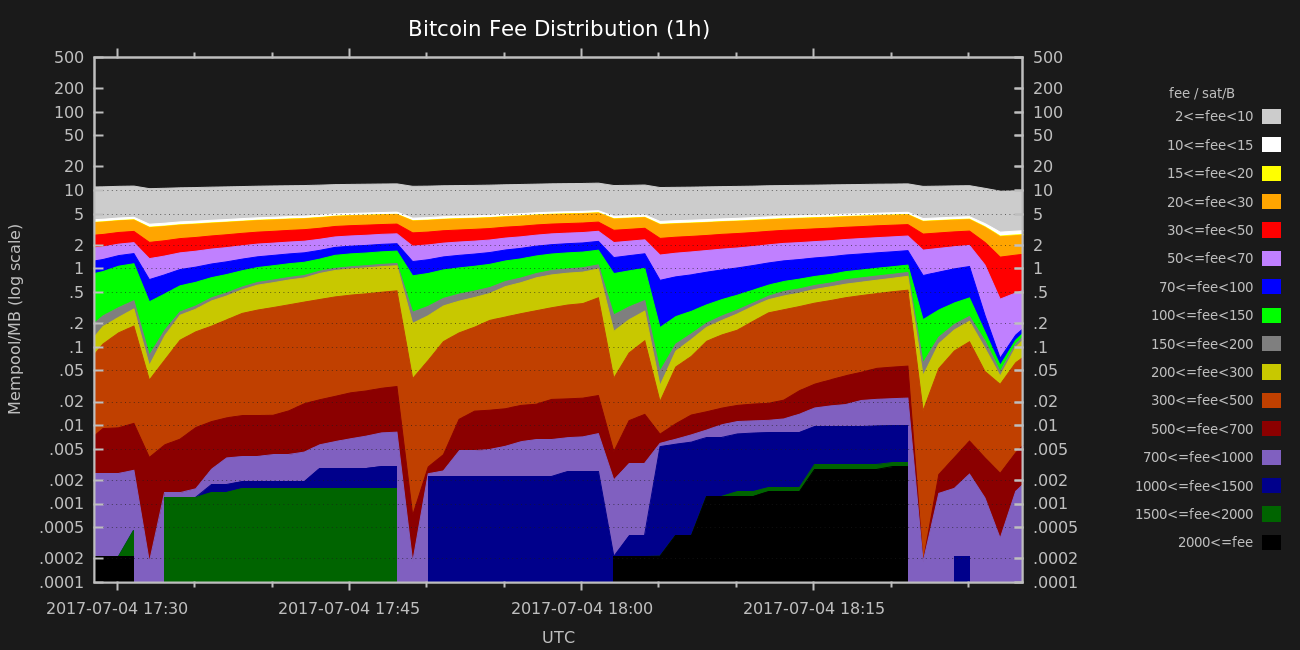 Bitcoin Fee Distribution (1h)
500 500
200 200
100 100
50 50
20 20
10 10
5 5
2 2
1 1
.5 .5
.2 .2
.1 .1
.05 .05
.02 .02
.01 .01
.005 .005
.002 .002
.001 .001
.0005 .0005
.0002 .0002
.0001 .0001
Mempool/MB (log scale)
2017-07-04 17:30 2017-07-04 17:45 2017-07-04 18:00 2017-07-04 18:15
UTC
fee / sat/B
2<=fee<10
10<=fee<15
15<=fee<20
20<=fee<30
30<=fee<50
50<=fee<70
70<=fee<100
100<=fee<150
150<=fee<200
200<=fee<300
300<=fee<500
500<=fee<700
700<=fee<1000
1000<=fee<1500
1500<=fee<2000
2000<=fee